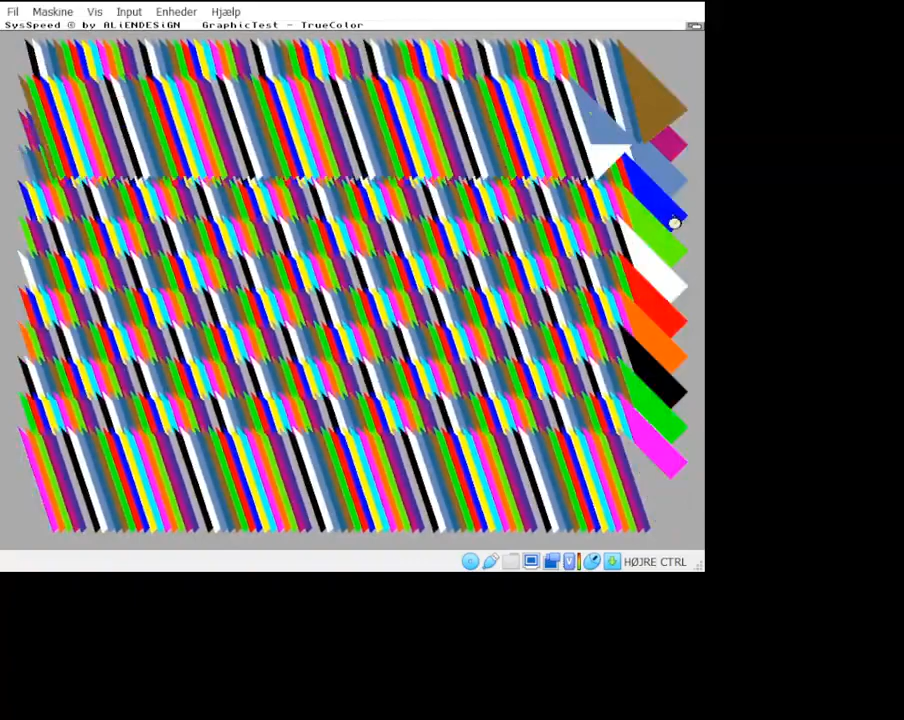 Fil Maskine Vis Input Enheder Hjælp
SysSpeed © by ALiENDESiGN GraphicTest - TrueColor
HØJRE CTRL